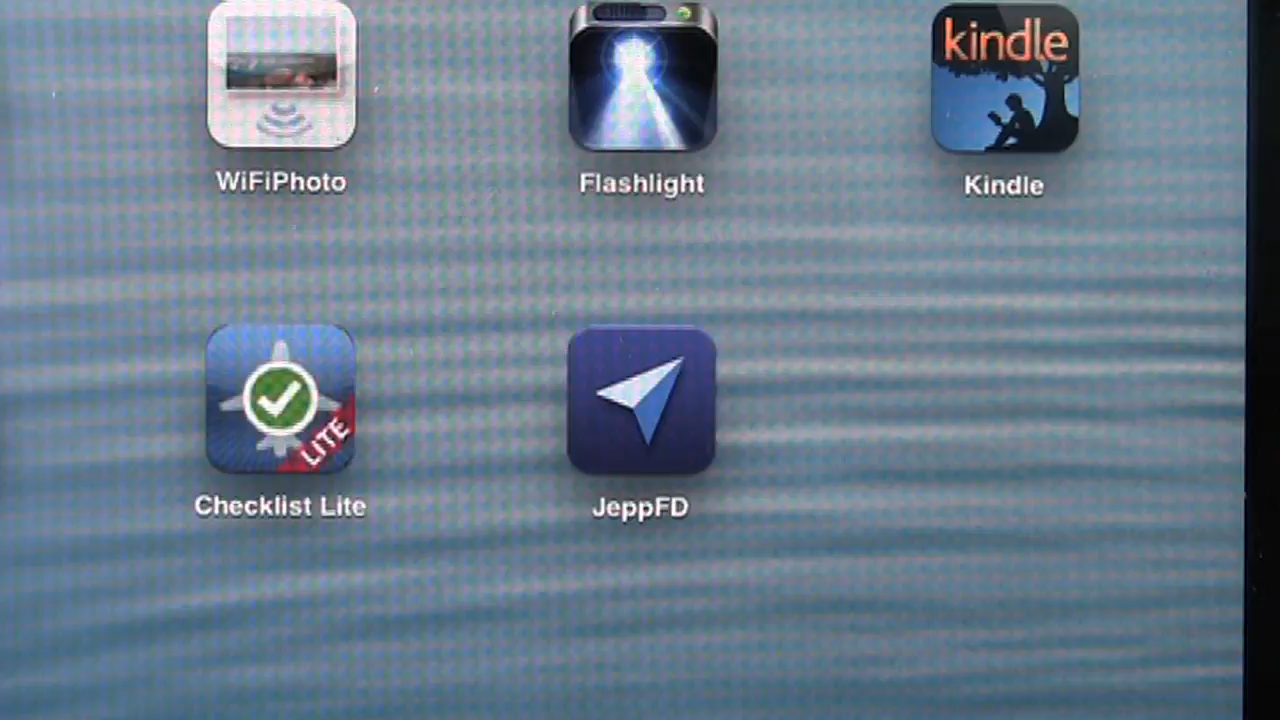 kindle
WiFiPhoto
Flashlight
Kindle
LITE
Checklist Lite
JeppFD